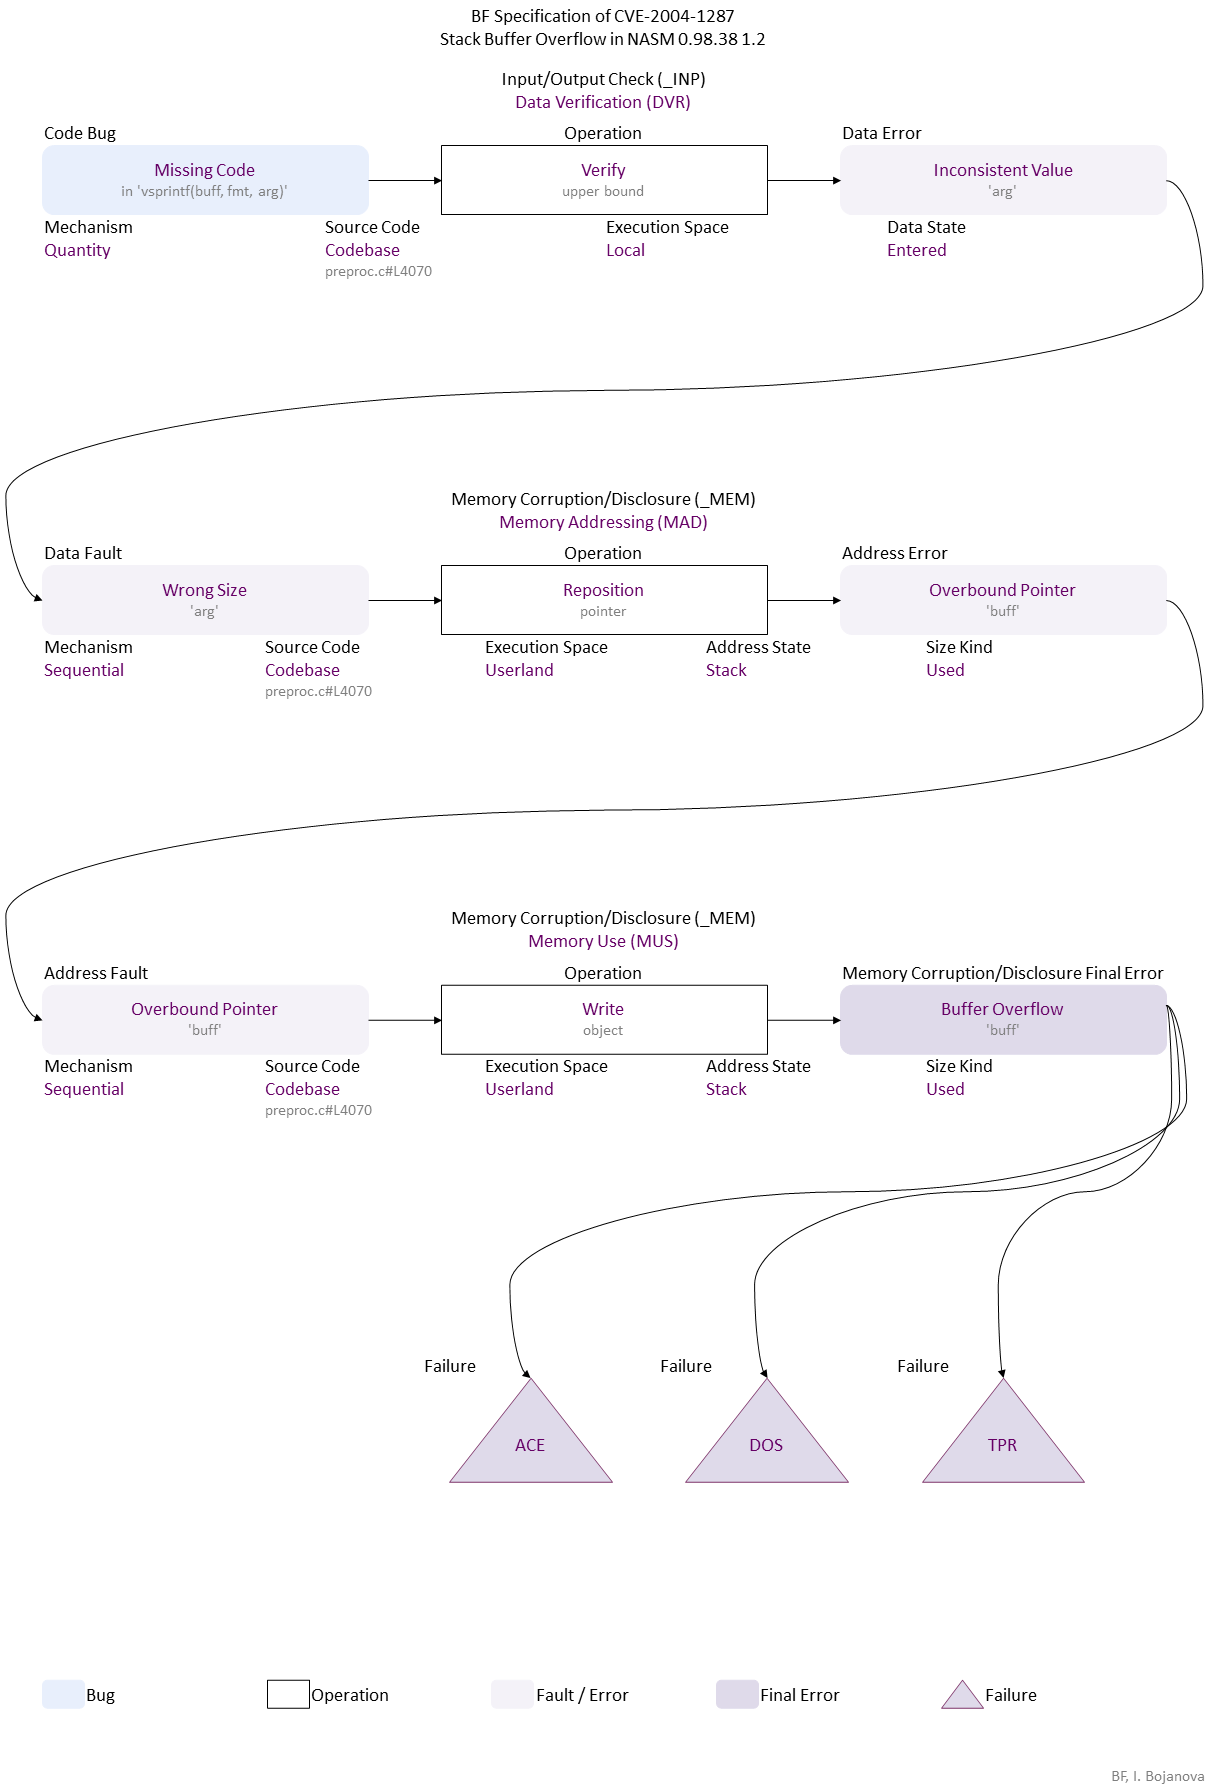 BF Specification of CVE-2004-1287
Stack Buffer Overflow in NASM 0.98.38 1.2
Input/Output Check (_INP)
Data Verification (DVR)
Code Bug
Operation
Data Error
Missing Code
in 'vsprintf(buff, fmt, arg)'
Verify
upper bound
Inconsistent Value
'arg'
Mechanism
Quantity
Source Code
Codebase
preproc.c#L4070
Execution Space
Local
Data State
Entered
Memory Corruption/Disclosure (_MEM)
Memory Addressing (MAD)
Data Fault
Operation
Address Error
Wrong Size
'arg'
Reposition
pointer
Overbound Pointer
'buff'
Mechanism
Sequential
Source Code
Codebase
preproc.c#L4070
Execution Space
Userland
Address State
Stack
Size Kind
Used
Memory Corruption/Disclosure (_MEM)
Memory Use (MUS)
Address Fault
Operation
Memory Corruption/Disclosure Final Error
Overbound Pointer
'buff'
Write
object
Buffer Overflow
'buff'
Mechanism
Sequential
Source Code
Codebase
preproc.c#L4070
Execution Space
Userland
Address State
Stack
Size Kind
Used
Failure
Failure
Failure
ACE
DOS
TPR
Bug
Operation
Fault / Error
Final Error
Failure
BF, I. Bojanova